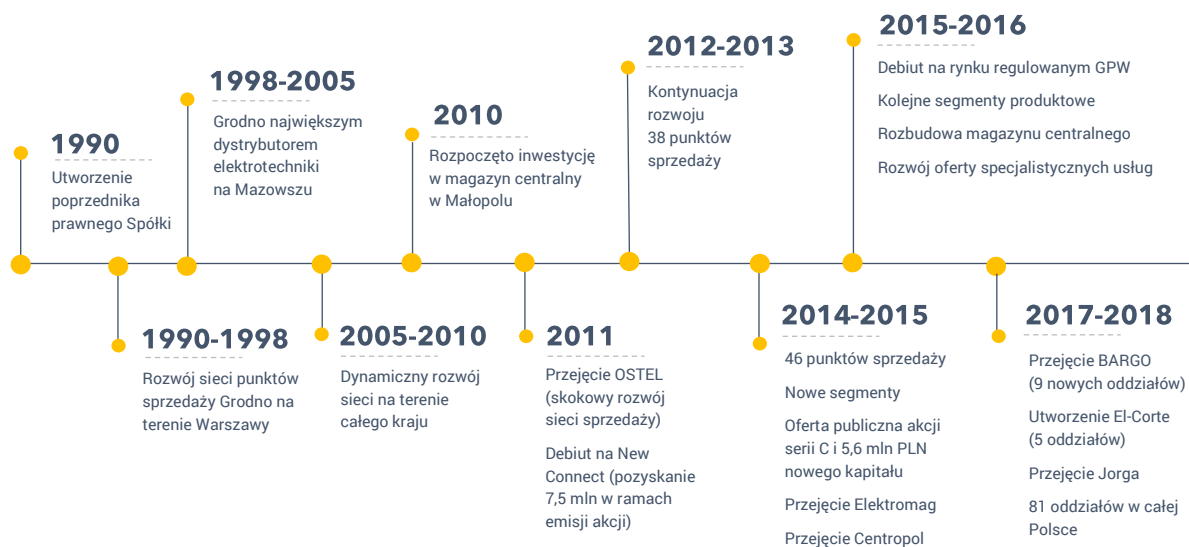 1990
Utworzenie
poprzednika
prawnego Spółki
1990-1998
Rozwój sieci punktów
sprzedaży Grodno na
terenie Warszawy
1998-2005
Grodno największym
dystrybutorem
elektrotechniki
na Mazowszu
2005-2010
Dynamiczny rozwój
sieci na terenie
całego kraju
2010
Rozpoczęto inwestycję
w magazyn centralny
w Małopolu
2011
Przejęcie OSTEL
(skokowy rozwój
sieci sprzedaży)
Debiut na New
Connect (pozyskanie
7,5 mln w ramach
emisji akcji)
2012-2013
Kontynuacja
rozwoju
38 punktów
sprzedaży
2014-2015
46 punktów sprzedaży
Nowe segmenty
Oferta publiczna akcji
serii C i 5,6 mln PLN
nowego kapitału
Przejęcie Elektromag
Przejęcie Centropol
2015-2016
Debiut na rynku regulowanym GPW
Kolejne segmenty produktowe
Rozbudowa magazynu centralnego
Rozwój oferty specjalistycznych usług
2017-2018
Przejęcie BARGO
(9 nowych oddziałów)
Utworzenie El-Corte
(5 oddziałów)
Przejęcie Jorga
81 oddziałów w całej
Polsce